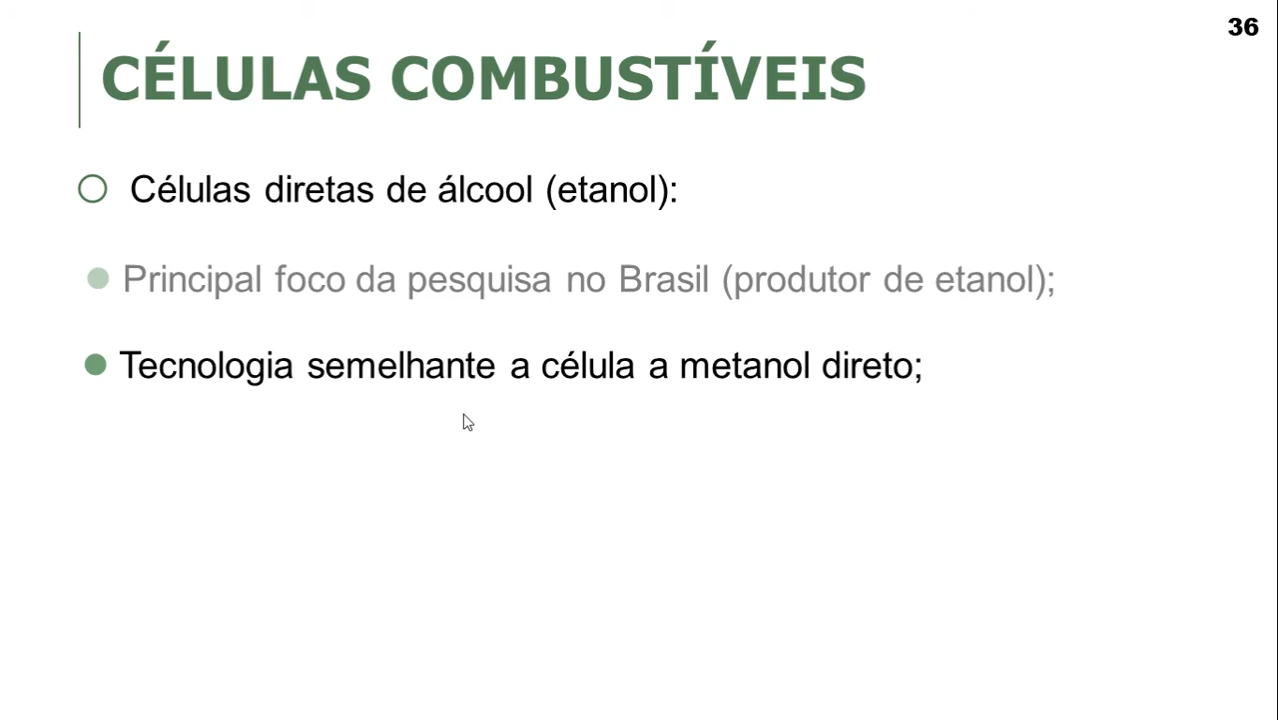 36
CÉLULAS COMBUSTÍVEIS
Células diretas de álcool (etanol):
Principal foco da pesquisa no Brasil (produtor de etanol);
Tecnologia semelhante a célula a metanol direto;